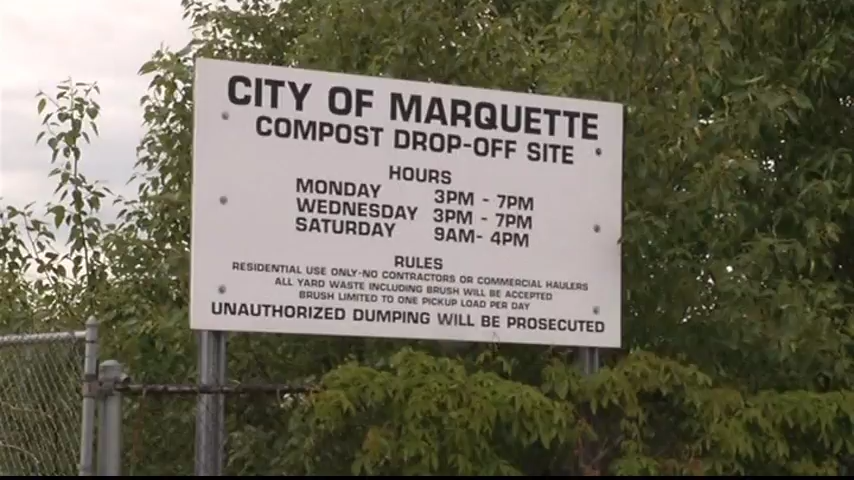 CITY OF MARQUETTE
COMPOST DROP-OFF SITE
HOURS
MONDAY 3PM - 7PM
WEDNESDAY 3PM - 7PM
SATURDAY 9AM- 4PM
RULES
RESIDENTIAL USE ONLY-NO CONTRACTORS OR COMMERCIAL HAULERS
ALL YARD WASTE INCLUDING BRUSH WILL BE ACCEPTED
BRUSH LIMITED TO ONE PICKUP LOAD PER DAY
UNAUTHORIZED DUMPING WILL BE PROSECUTED